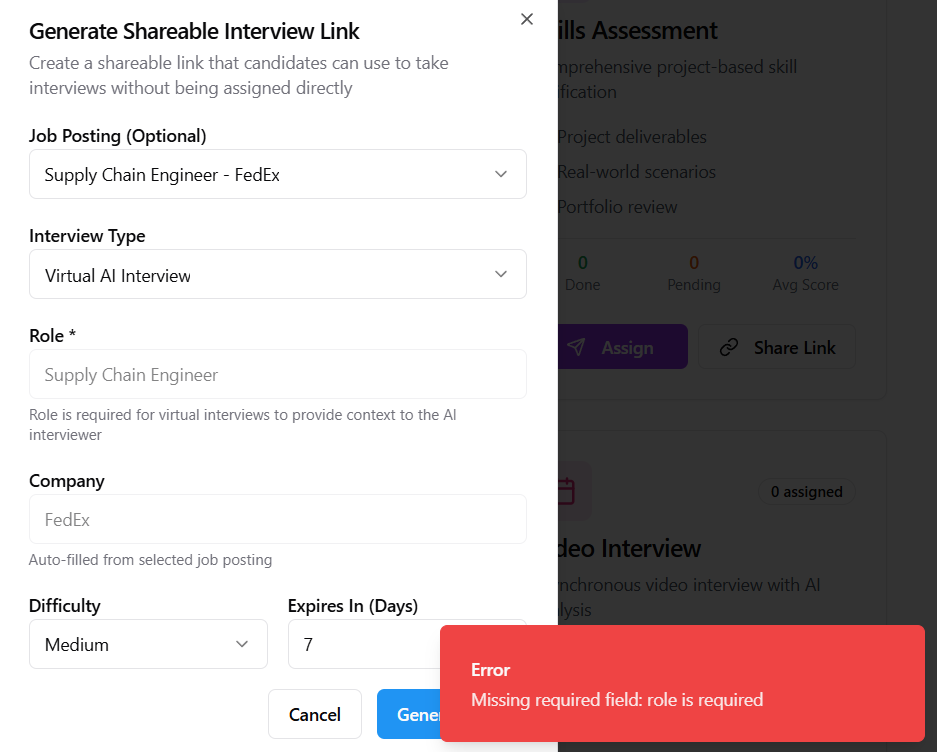 Generate Shareable Interview Link
Create a shareable link that candidates can use to take
interviews without being assigned directly
Job Posting (Optional)
Supply Chain Engineer - FedEx
Interview Type
Virtual AI Interview
Role *
Supply Chain Engineer
Role is required for virtual interviews to provide context to the AI
interviewer
Company
FedEx
Auto-filled from selected job posting
Difficulty
Medium
Expires In (Days)
7
Cancel
Gener
ills Assessment
mprehensive project-based skill
ification
Project deliverables
Real-world scenarios
Portfolio review
0
Done
0
Pending
0%
Avg Score
Assign
Share Link
0 assigned
deo Interview
nchronous video interview with AI
lysis
Error
Missing required field: role is required